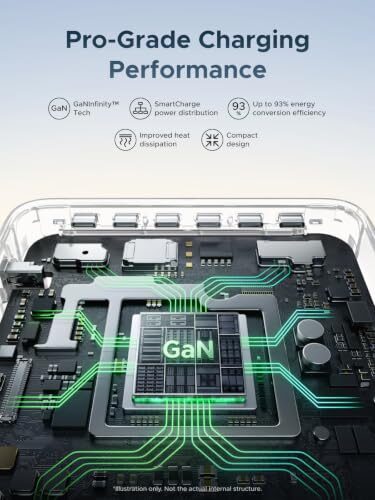 Pro-Grade Charging
Performance
GaN
GaNInfinity™
Tech
SmartCharge
power distribution
93
%
Up to 93% energy
conversion efficiency
Improved heat
dissipation
Compact
design
GaN
*Illustration only. Not the actual internal structure.